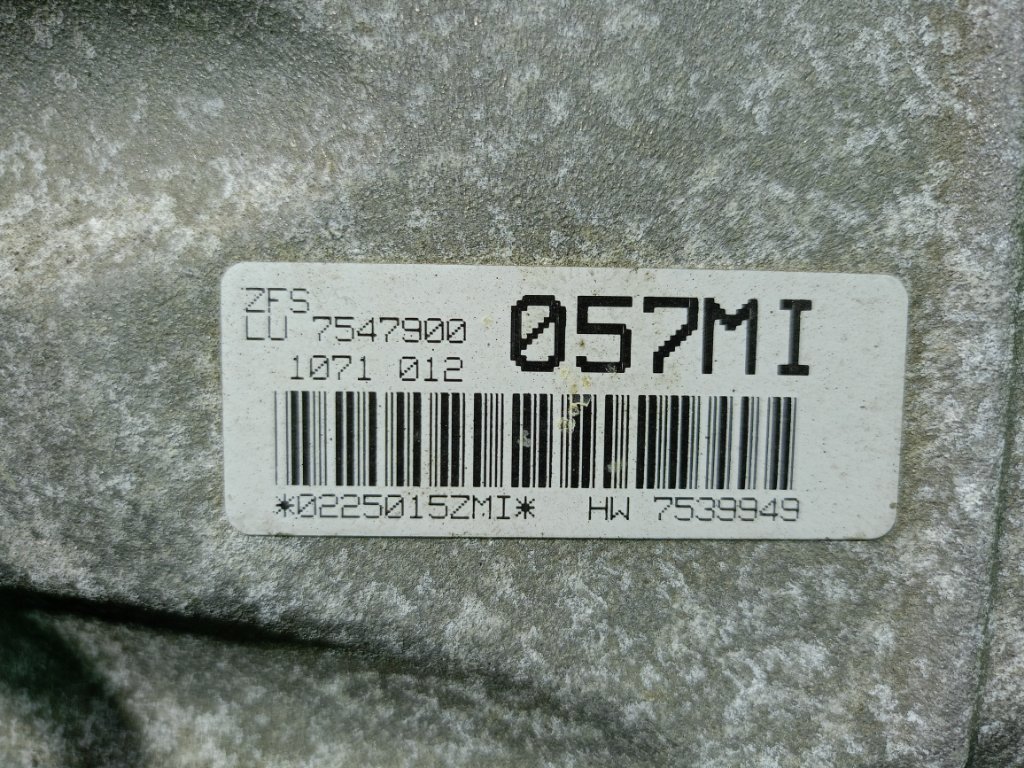 ZFS
LU 7547900
1071 012
057MI
*0225015ZMI* HW 7539949